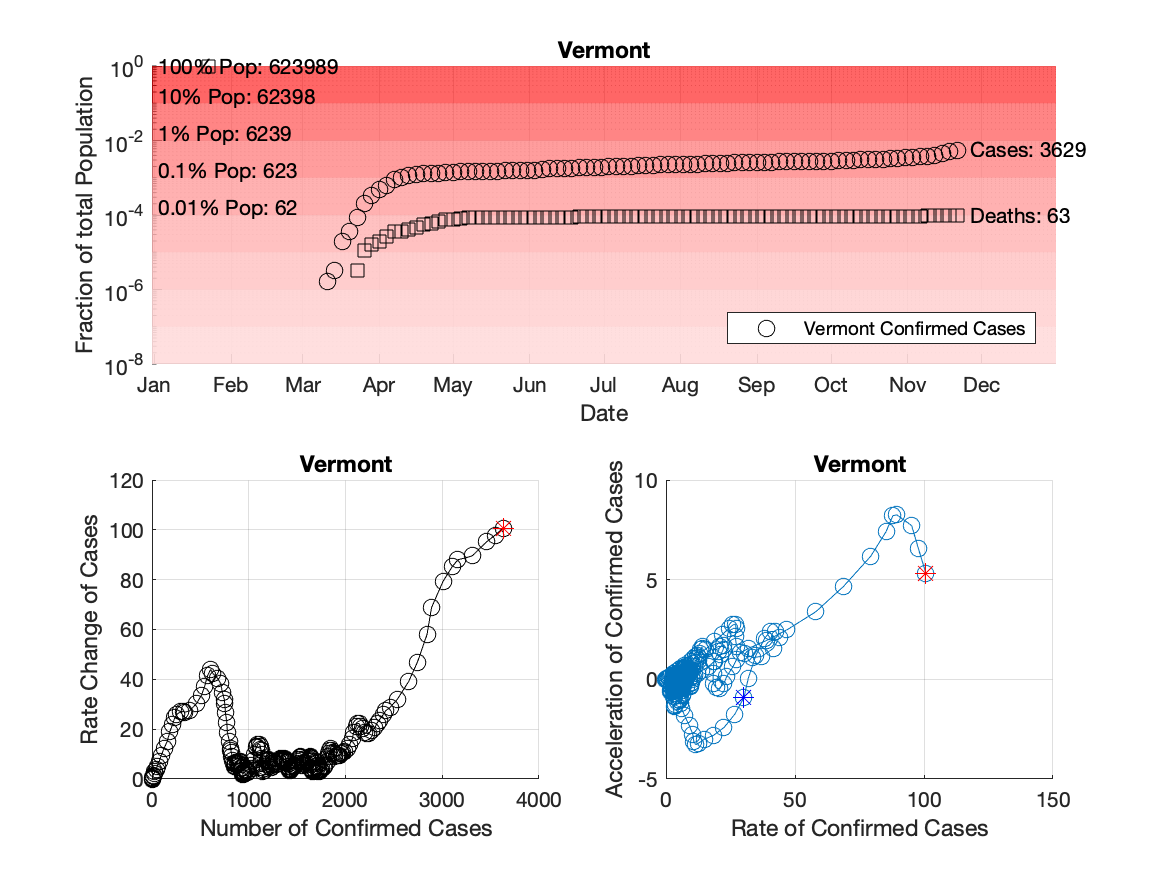 Vermont
10^0
10^-2
10^-4
10^-6
10^-8
Fraction of total Population
100% Pop: 623989
10% Pop: 62398
1% Pop: 6239
0.1% Pop: 623
0.01% Pop: 62
Cases: 3629
Deaths: 63
Vermont Confirmed Cases
Jan Feb Mar Apr May Jun Jul Aug Sep Oct Nov Dec
Date
Vermont
120
100
80
60
40
20
0
Rate Change of Cases
0 1000 2000 3000 4000
Number of Confirmed Cases
Vermont
10
5
0
-5
Acceleration of Confirmed Cases
0 50 100 150
Rate of Confirmed Cases